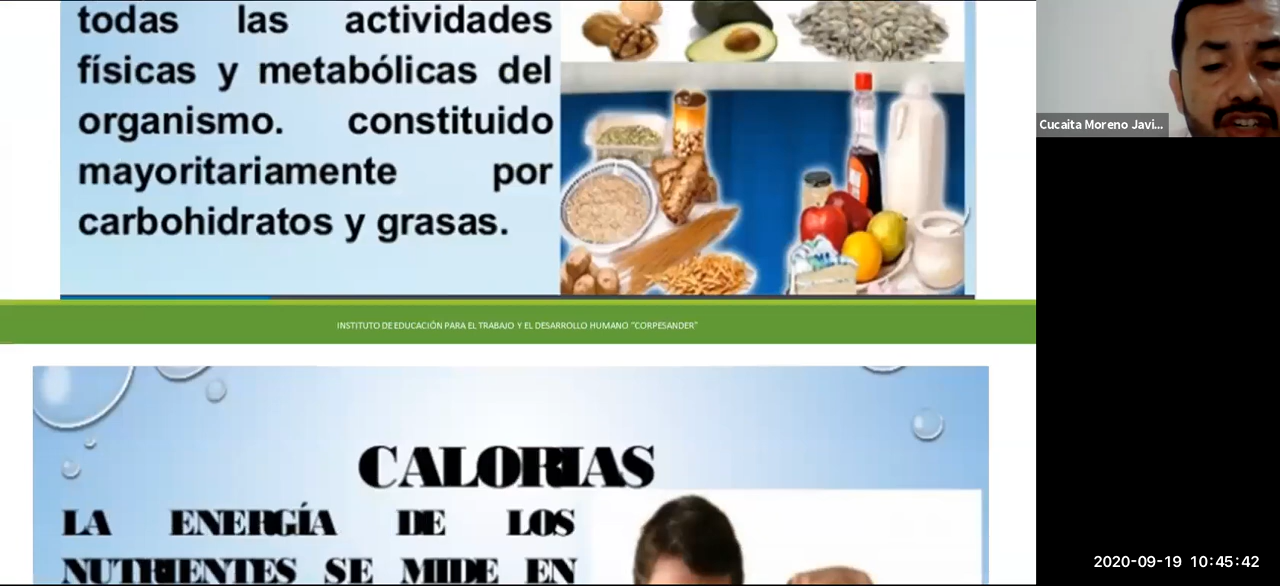 todas las actividades
físicas y metabólicas del
organismo. constituido
mayoritariamente por
carbohidratos y grasas.
INSTITUTO DE EDUCACIÓN PARA EL TRABAJO Y EL DESARROLLO HUMANO "CORPESANDER"
CALORIAS
LA ENERGÍA DE LOS
NUTRIENTES SE MIDE EN
Cucaita Moreno Javi...
2020-09-19 10:45:42